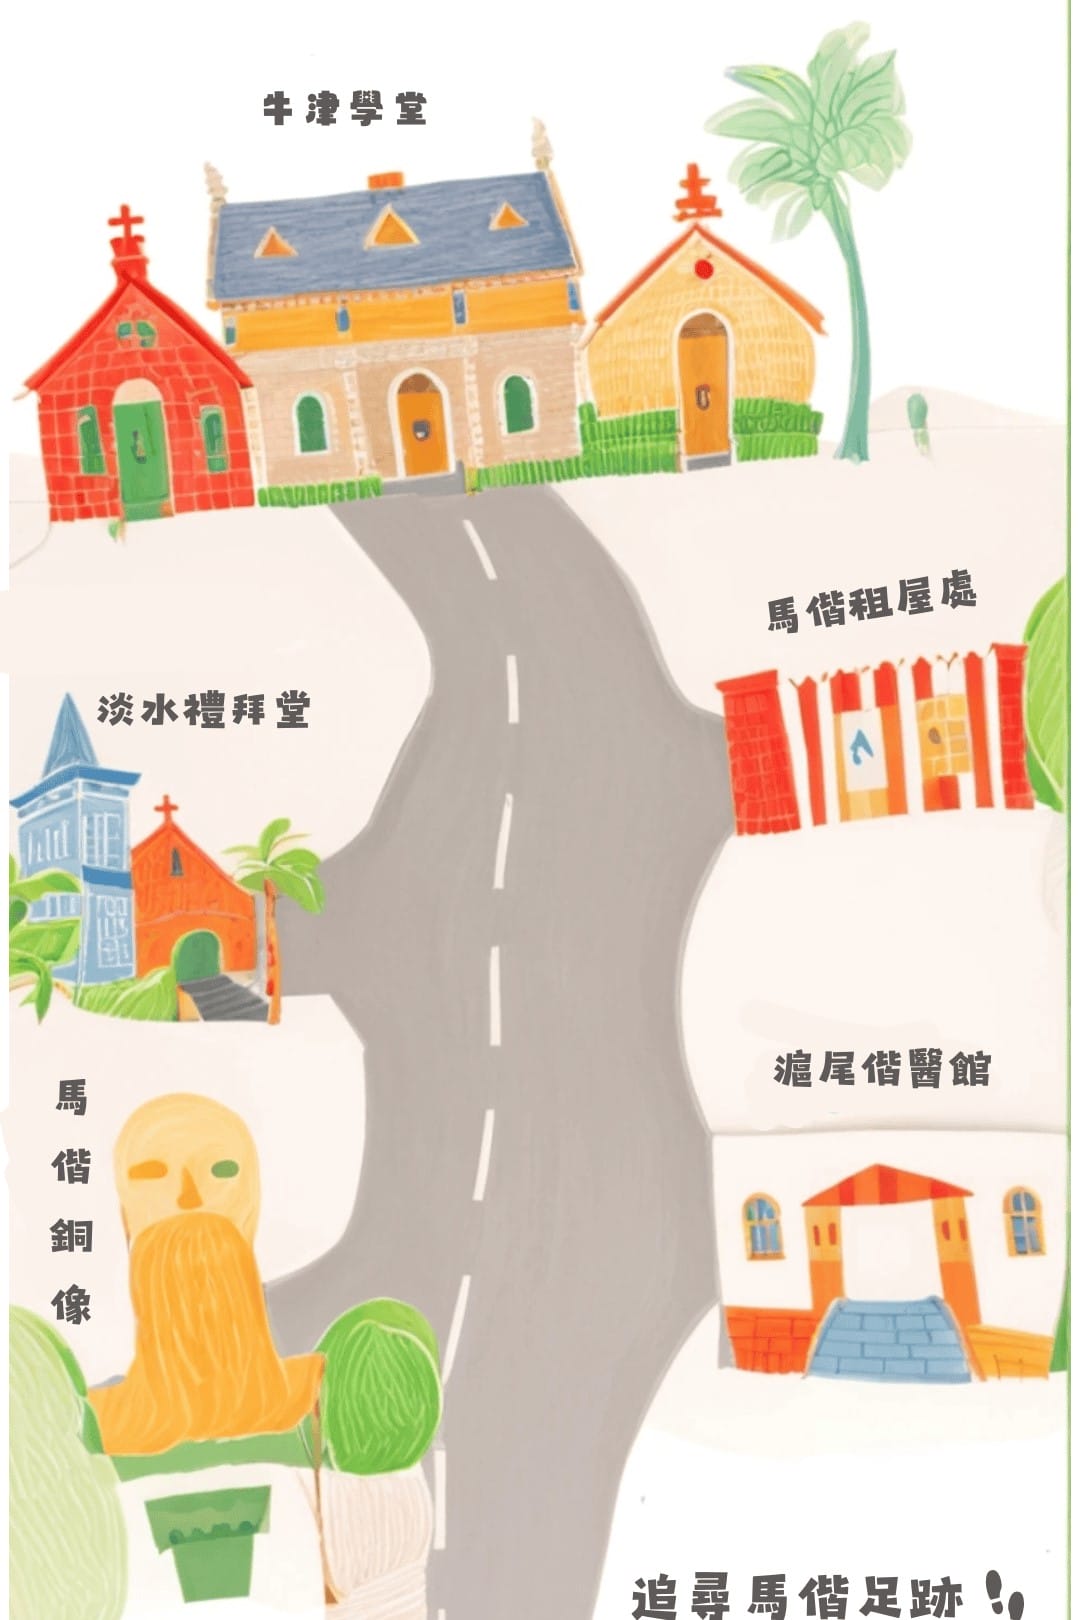 牛津學堂
馬偕租屋處
淡水禮拜堂
滬尾偕醫館
馬偕銅像
追尋馬偕足跡